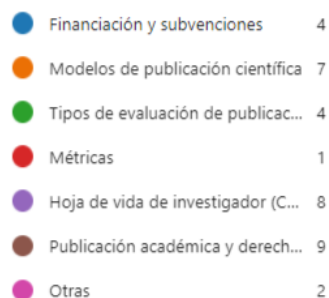 Financiación y subvenciones 4
Modelos de publicación científica 7
Tipos de evaluación de publicac... 4
Métricas 1
Hoja de vida de investigador (C... 8
Publicación académica y derech... 9
Otras 2